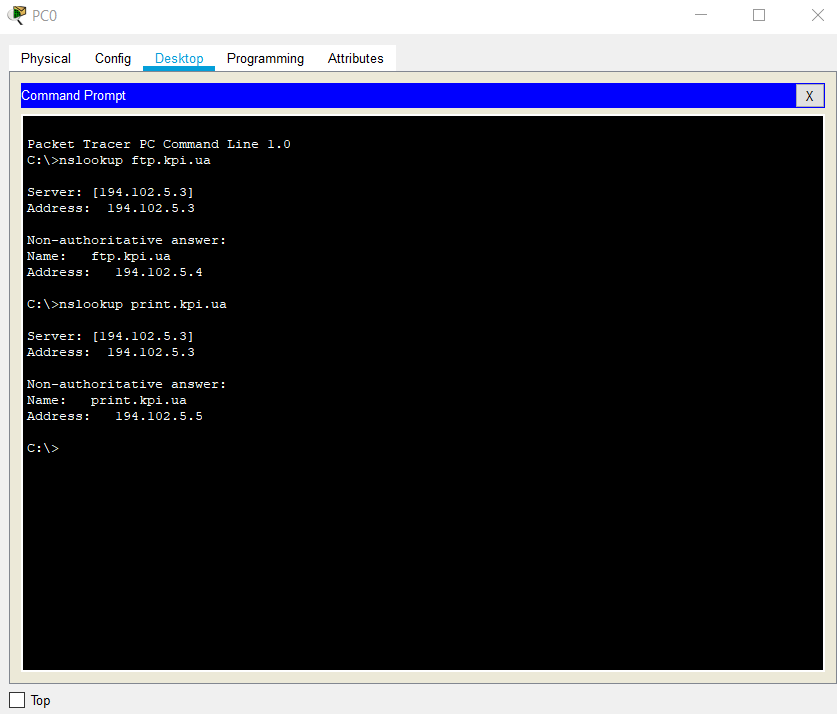 PC0
Physical Config Desktop Programming Attributes
Command Prompt X
Packet Tracer PC Command Line 1.0
C:\>nslookup ftp.kpi.ua
Server: [194.102.5.3]
Address:  194.102.5.3
Non-authoritative answer:
Name:   ftp.kpi.ua
Address:   194.102.5.4
C:\>nslookup print.kpi.ua
Server: [194.102.5.3]
Address:  194.102.5.3
Non-authoritative answer:
Name:   print.kpi.ua
Address:   194.102.5.5
C:\>
Top